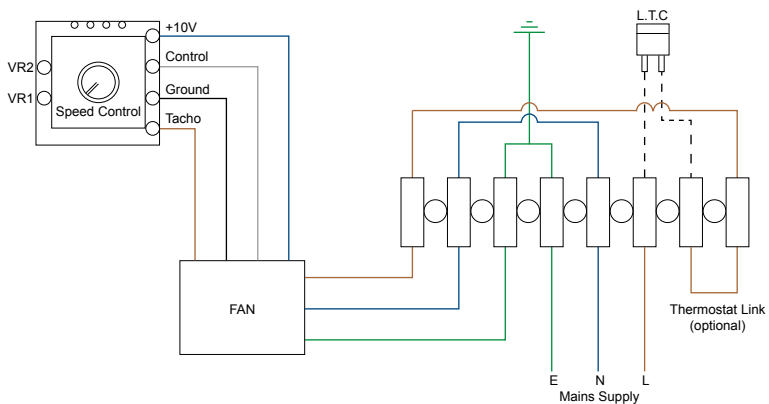 +10V
L.T.C
Control
VR2
Ground
VR1
Speed Control
Tacho
FAN
Thermostat Link
(optional)
E N L
Mains Supply